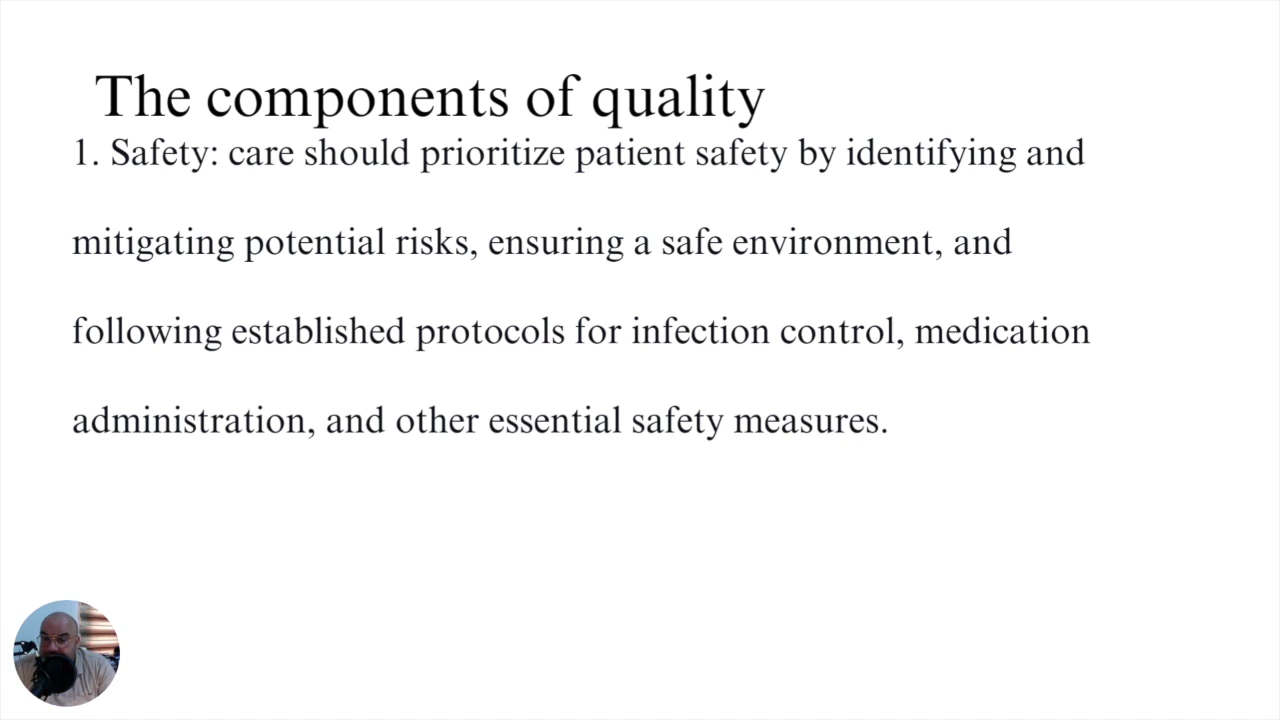 The components of quality
1. Safety: care should prioritize patient safety by identifying and
mitigating potential risks, ensuring a safe environment, and
following established protocols for infection control, medication
administration, and other essential safety measures.